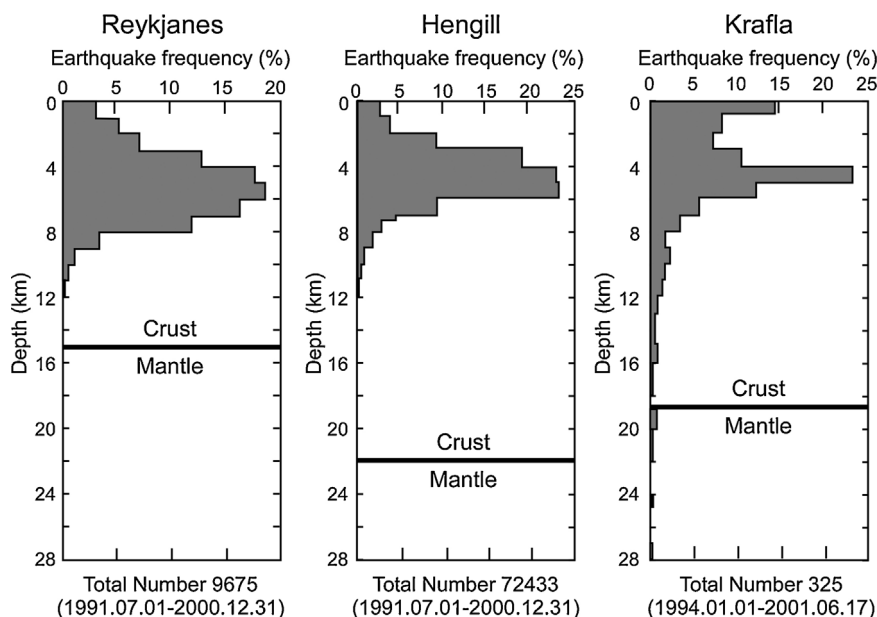 Reykjanes
Earthquake frequency (%)
0 5 10 15 20
0
4
8
12
16
20
24
28
Depth (km)
Crust
Mantle
Total Number 9675
(1991.07.01-2000.12.31)
Hengill
Earthquake frequency (%)
0 5 10 15 20 25
0
4
8
12
16
20
24
28
Depth (km)
Crust
Mantle
Total Number 72433
(1991.07.01-2000.12.31)
Krafla
Earthquake frequency (%)
0 5 10 15 20 25
0
4
8
12
16
20
24
28
Depth (km)
Crust
Mantle
Total Number 325
(1994.01.01-2001.06.17)